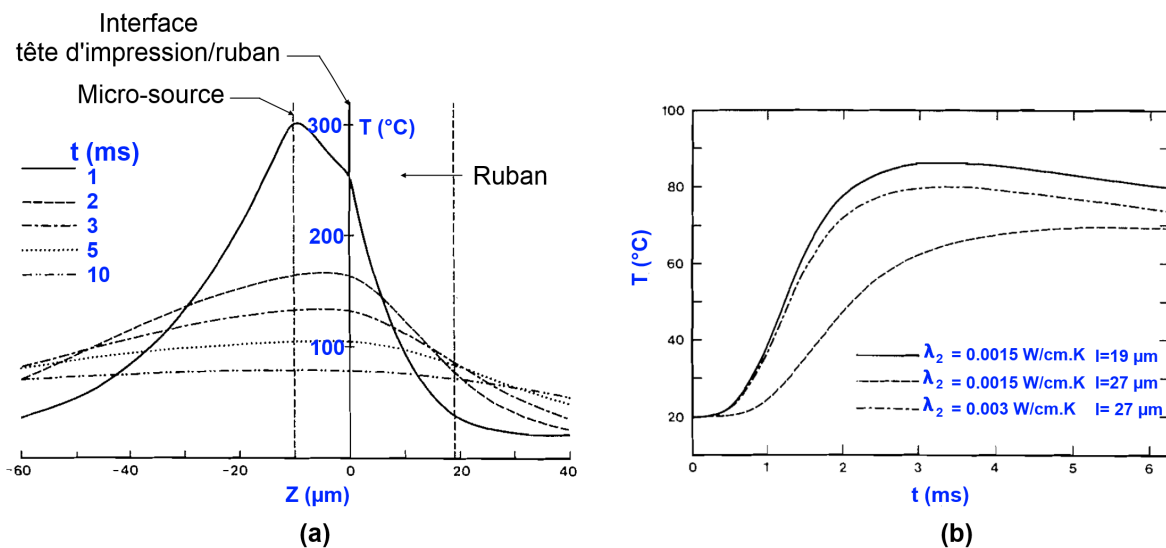 Interface
tête d'impression/ruban
Micro-source
300
T (°C)
t (ms)
1
2
3
5
10
Ruban
200
100
-60
-40
-20
0
20
40
Z (µm)
(a)
100
80
60
40
20
T (°C)
λ₂ = 0.0015 W/cm.K l=19 µm
λ₂ = 0.0015 W/cm.K l=27 µm
λ₂ = 0.003 W/cm.K l= 27 µm
0
1
2
3
4
5
6
t (ms)
(b)